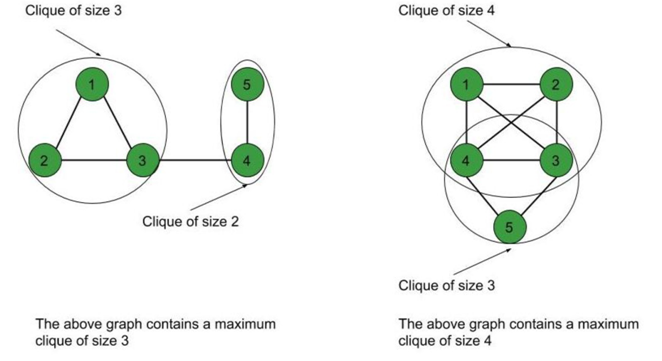 Clique of size 3
1
2
3
5
4
Clique of size 2
The above graph contains a maximum
clique of size 3
Clique of size 4
1
2
4
3
5
Clique of size 3
The above graph contains a maximum
clique of size 4